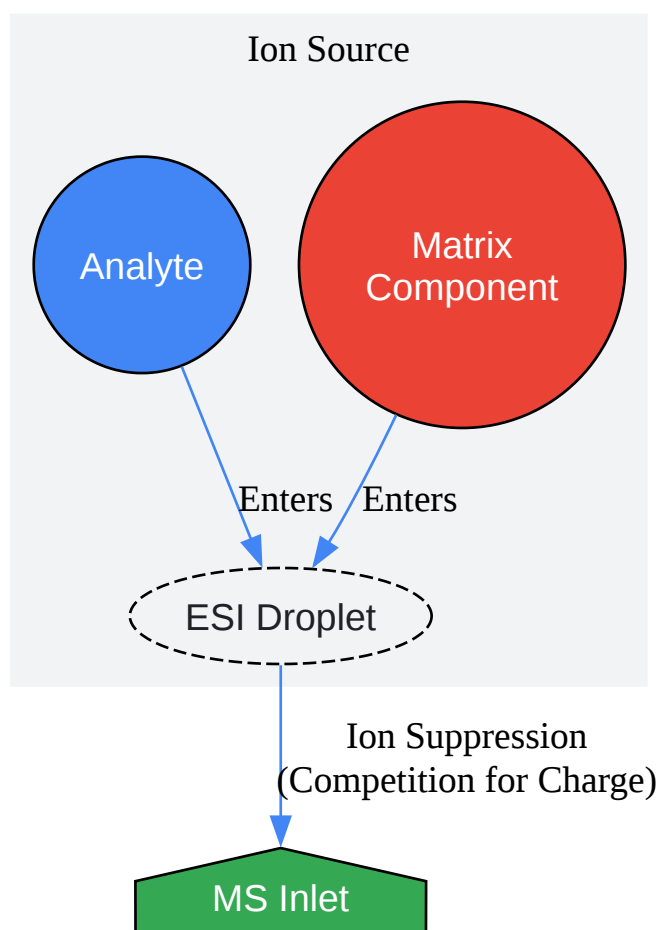 Ion Source
Analyte
Matrix
Component
Enters
Enters
ESI Droplet
Ion Suppression
(Competition for Charge)
MS Inlet